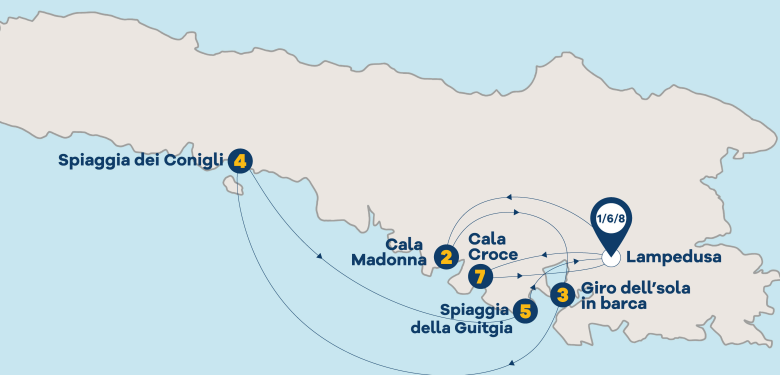 Spiaggia dei Conigli
4
1/6/8
Lampedusa
Cala
Madonna
2
Cala
Croce
7
Giro dell'sola
in barca
3
Spiaggia
della Guitgia
5